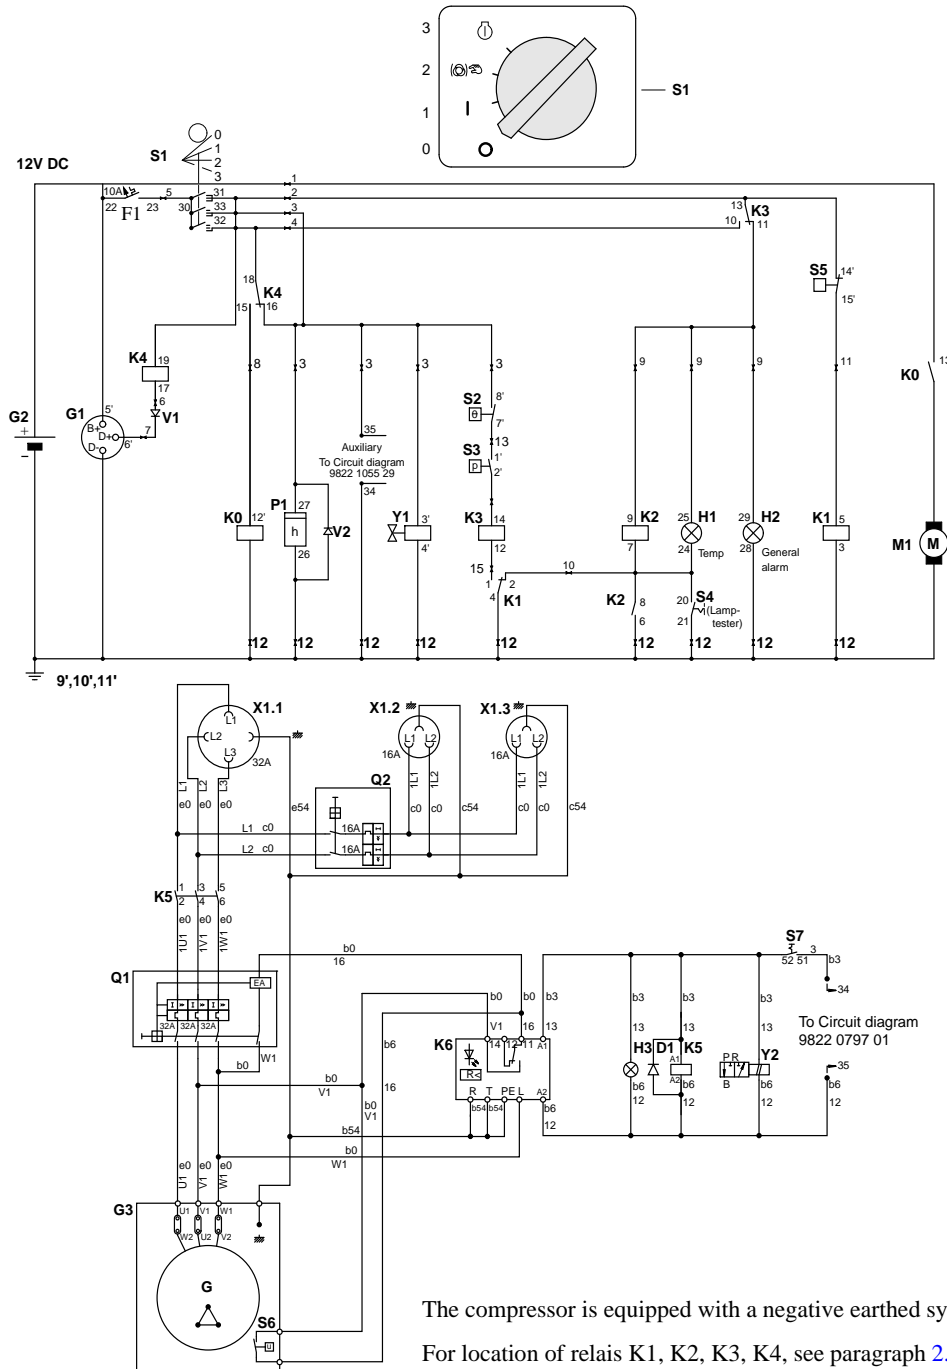 3
2
1
0
S1
S1
0
1
2
3
12V DC
10A
22
F1
23
5
30
31
33
32
1
2
3
4
13
K3
10
11
S5
14'
15'
18
K4
15
16
K4
19
17
6
V1
8
3
3
3
3
9
9
9
11
K0
13
G2
+
-
G1
5'
B+
D+
D-
6'
7
35
Auxiliary
To Circuit diagram
9822 1055 29
34
S2
θ
8'
7'
13
S3
p
1'
2'
K0
12'
P1
27
h
26
V2
Y1
3'
4'
K3
14
12
K2
9
7
H1
25
24
Temp
H2
29
28
General
alarm
K1
5
3
M1
M
15
1
2
4
K1
10
K2
8
6
20
S4
21
(Lamp-
tester)
12
12
12
12
12
12
12
12
12
9',10',11'
X1.1
L1
L2
L3
32A
X1.2
L1
L2
16A
X1.3
L1
L2
16A
L1
L2
L3
e0
e0
e0
e54
Q2
1L1
1L2
c0
c0
c54
1L1
1L2
c0
c0
c54
L1 c0
16A
L2 c0
16A
K5
1
3
5
2
4
6
e0
e0
e0
1U1
1V1
1W1
Q1
EA
32A
32A
32A
W1
b0
16
b0
V1
b6
16
b0
V1
b0
b0
b3
V1
16
13
K6
14
12
11
A1
R<
R
T
PE
L
A2
b54
b54
b6
12
b54
b0
W1
S7
52 51
3
b3
34
b3
b3
b3
13
13
13
H3
D1
K5
A1
A2
Y2
P R
B
b6
b6
b6
12
12
12
To Circuit diagram
9822 0797 01
35
b6
12
e0
e0
e0
U1
V1
W1
G3
U1
V1
W1
W2
U2
V2
G
S6
u
The compressor is equipped with a negative earthed sy
For location of relais K1, K2, K3, K4, see paragraph 2.